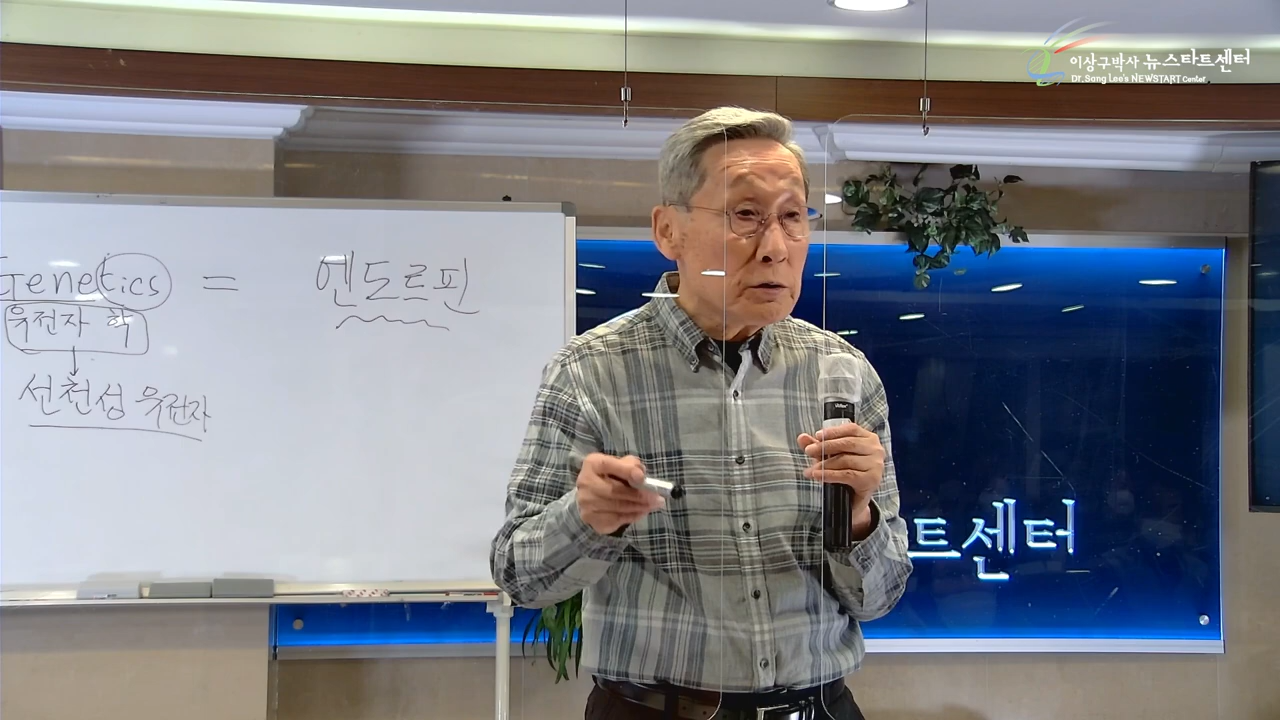 이상구박사 뉴스타트센터
Dr. Sang Lee's NEWSTART Center
Genetics = 엔도르핀
유전자 학
선천성 유전자
트센터